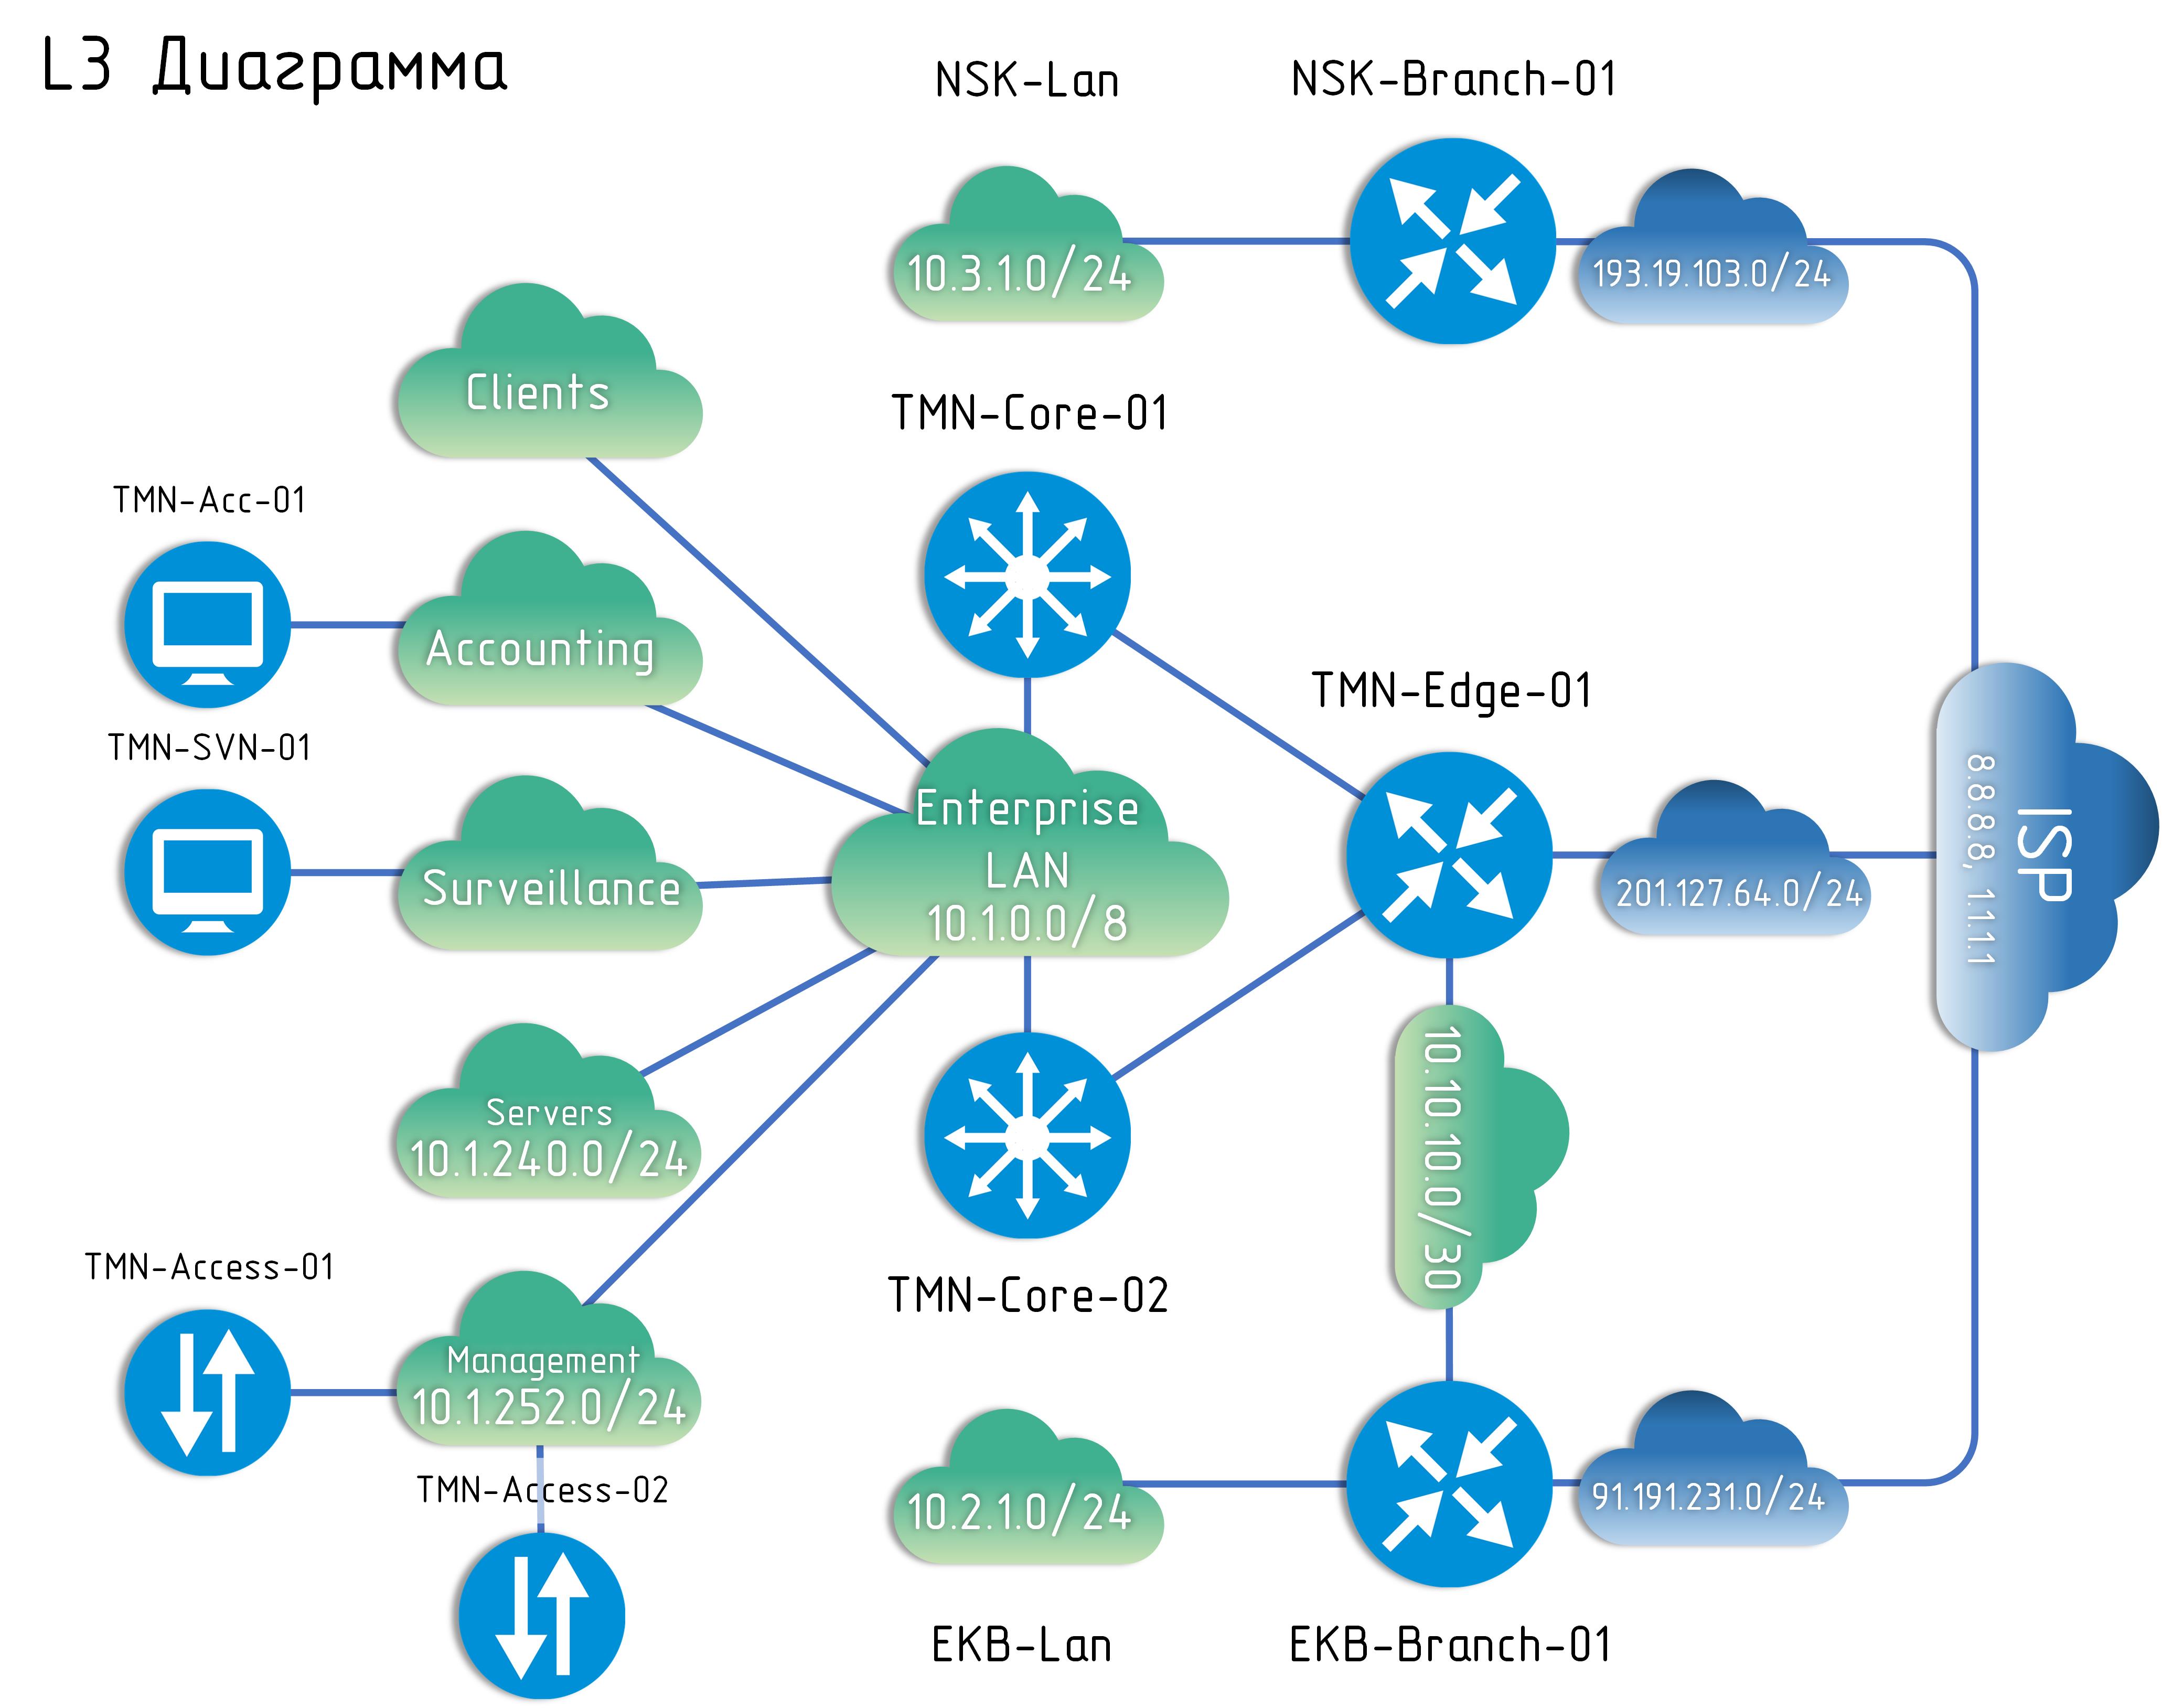 L3 Диаграмма
NSK-Lan
NSK-Branch-01
10.3.1.0/24
193.19.103.0/24
Clients
TMN-Core-01
TMN-Acc-01
Accounting
TMN-Edge-01
TMN-SVN-01
Enterprise
LAN
10.1.0.0/8
Surveillance
201.127.64.0/24
ISP
8.8.8.8, 1.1.1.1
Servers
10.1.240.0/24
10.10.10.0/30
TMN-Access-01
TMN-Core-02
Management
10.1.252.0/24
TMN-Access-02
10.2.1.0/24
91.191.231.0/24
EKB-Lan
EKB-Branch-01